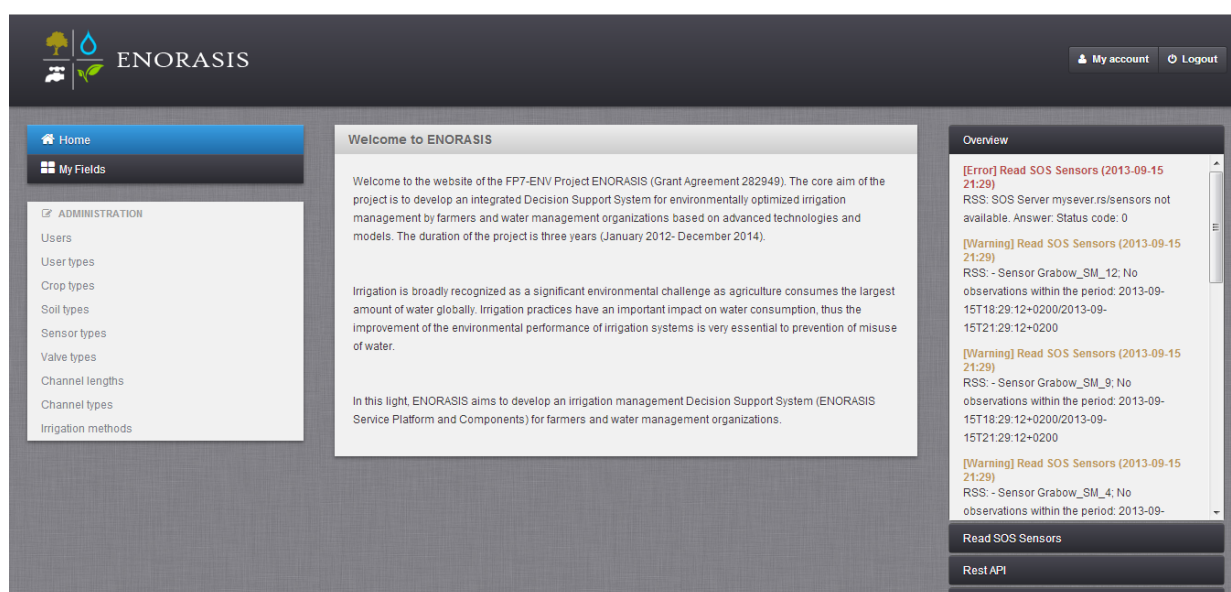 ENORASIS
My account
Logout
Home
My Fields
ADMINISTRATION
Users
User types
Crop types
Soil types
Sensor types
Valve types
Channel lengths
Channel types
Irrigation methods
Welcome to ENORASIS
Welcome to the website of the FP7-ENV Project ENORASIS (Grant Agreement 282949). The core aim of the
project is to develop an integrated Decision Support System for environmentally optimized irrigation
management by farmers and water management organizations based on advanced technologies and
models. The duration of the project is three years (January 2012- December 2014).
Irrigation is broadly recognized as a significant environmental challenge as agriculture consumes the largest
amount of water globally. Irrigation practices have an important impact on water consumption, thus the
improvement of the environmental performance of irrigation systems is very essential to prevention of misuse
of water.
In this light, ENORASIS aims to develop an irrigation management Decision Support System (ENORASIS
Service Platform and Components) for farmers and water management organizations.
Overview
[Error] Read SOS Sensors (2013-09-15
21:29)
RSS: SOS Server mysever.rs/sensors not
available. Answer: Status code: 0
[Warning] Read SOS Sensors (2013-09-15
21:29)
RSS: - Sensor Grabow_SM_12; No
observations within the period: 2013-09-
15T18:29:12+0200/2013-09-
15T21:29:12+0200
[Warning] Read SOS Sensors (2013-09-15
21:29)
RSS: - Sensor Grabow_SM_9; No
observations within the period: 2013-09-
15T18:29:12+0200/2013-09-
15T21:29:12+0200
[Warning] Read SOS Sensors (2013-09-15
21:29)
RSS: - Sensor Grabow_SM_4; No
observations within the period: 2013-09-
Read SOS Sensors
Rest API